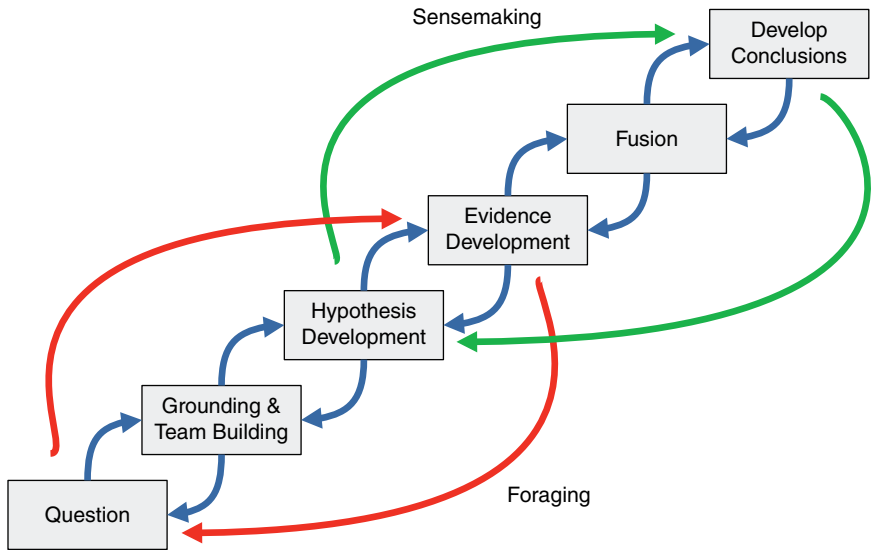 Sensemaking
Develop
Conclusions
Fusion
Evidence
Development
Hypothesis
Development
Grounding &
Team Building
Foraging
Question